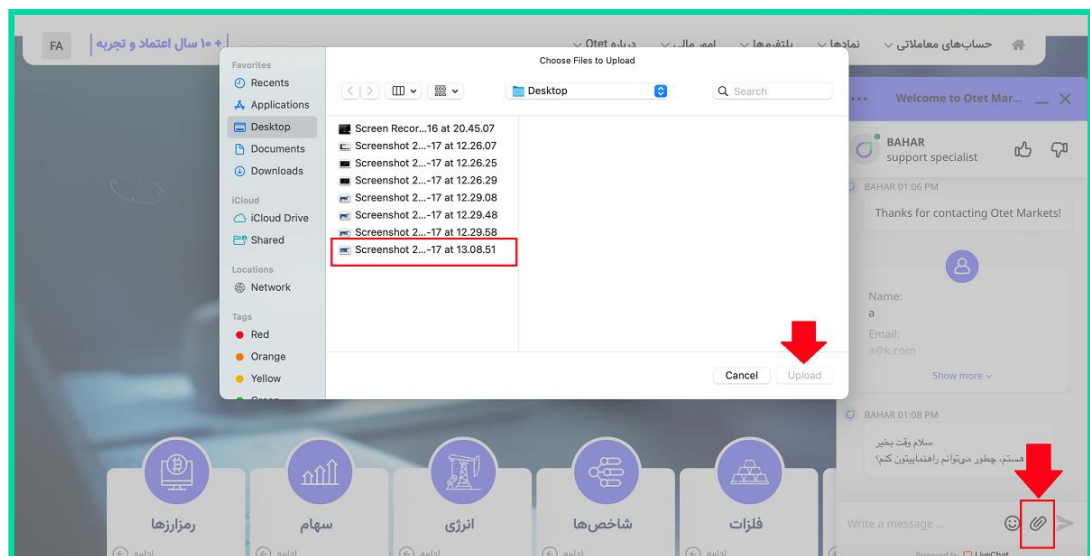 FA
+ ۱۰ سال اعتماد و تجربه
درباره Otet
امور مالی
پلتفرم‌ها
نمادها
حساب‌های معاملاتی
Choose Files to Upload
Favorites
Recents
Applications
Desktop
Documents
Downloads
iCloud
iCloud Drive
Shared
Locations
Network
Tags
Red
Orange
Yellow
Desktop
Search
Screen Recor...16 at 20.45.07
Screenshot 2...-17 at 12.26.07
Screenshot 2...-17 at 12.26.25
Screenshot 2...-17 at 12.26.29
Screenshot 2...-17 at 12.29.08
Screenshot 2...-17 at 12.29.48
Screenshot 2...-17 at 12.29.58
Screenshot 2...-17 at 13.08.51
Cancel
Upload
Welcome to Otet Mar...
BAHAR
support specialist
BAHAR 01:06 PM
Thanks for contacting Otet Markets!
Name:
a
Email:
a@k.com
Show more
BAHAR 01:08 PM
سلام وقت بخیر
هستم، چطور می‌توانم راهنماییتون کنم؟
Write a message ...
Powered by LiveChat
رمزارزها
سهام
انرژی
شاخص‌ها
فلزات
ادامه
ادامه
ادامه
ادامه
ادامه